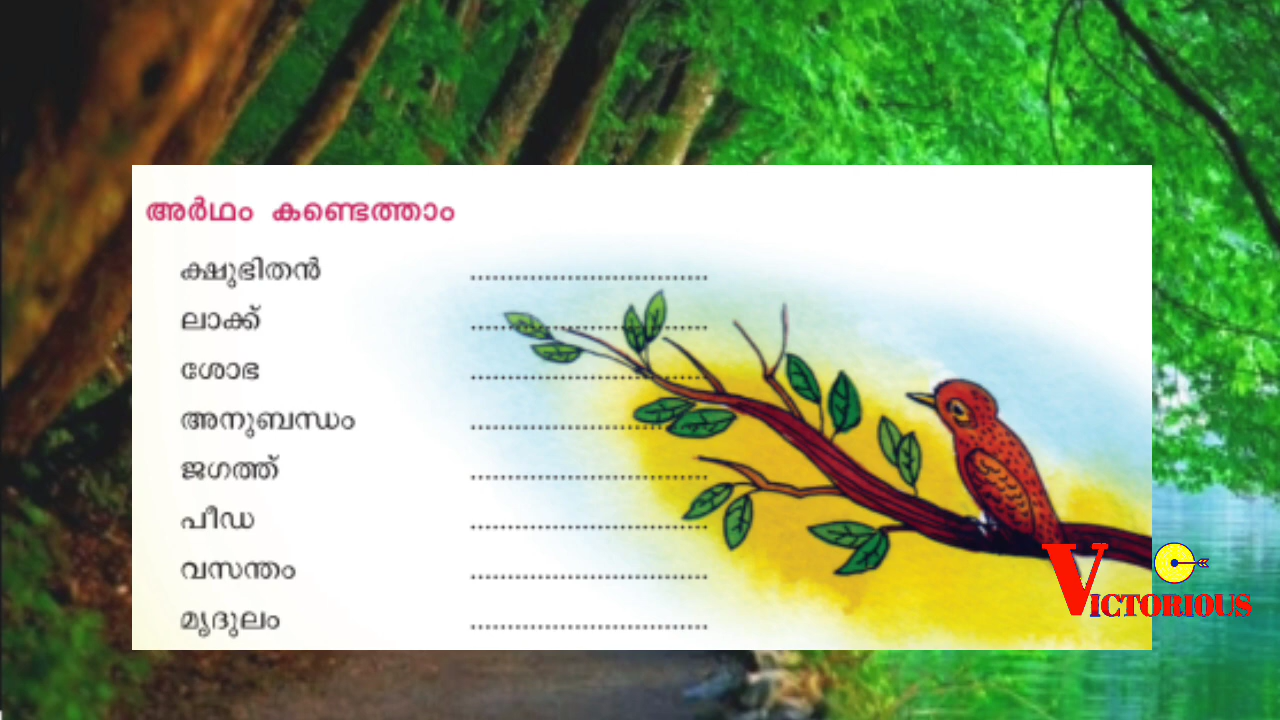 അർഥം കണ്ടെത്താം
ക്ഷുഭിതൻ ........................................
ലാക്ക് ........................................
ശോഭ ........................................
അനുബന്ധം ........................................
ജഗത്ത് ........................................
പീഡ ........................................
വസന്തം ........................................
മൃദുലം ........................................
VICTORIOUS